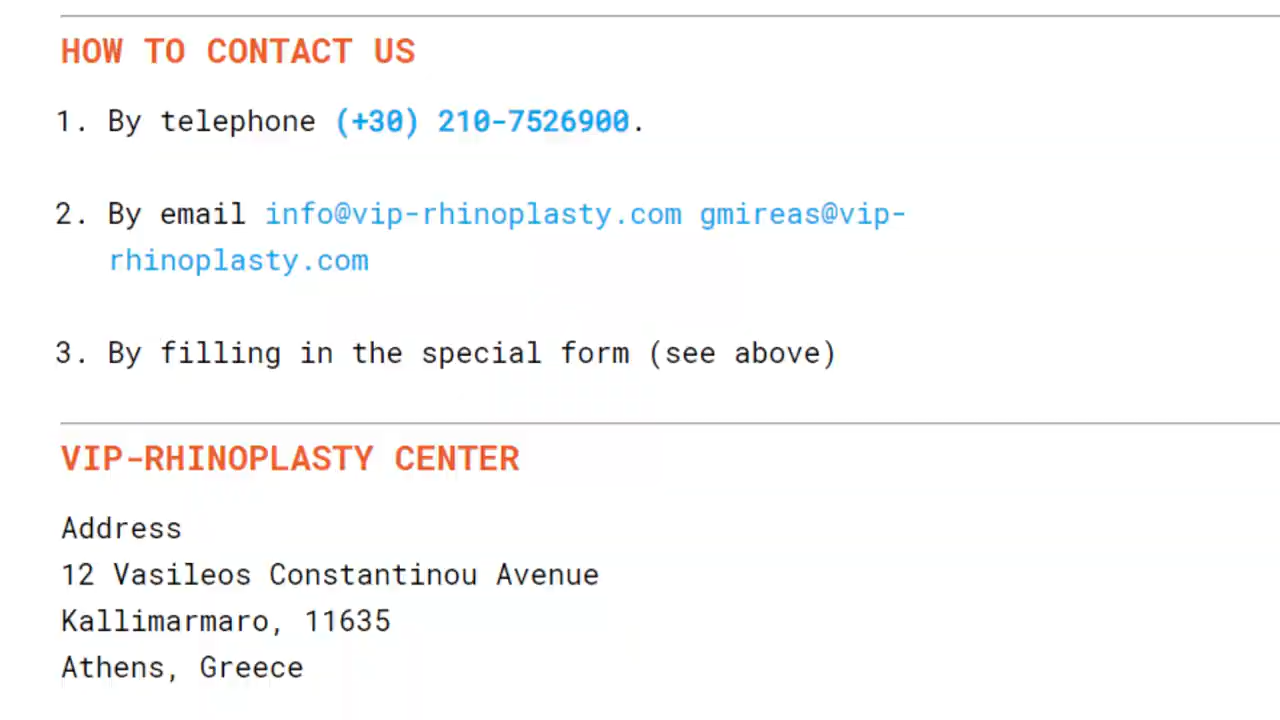 HOW TO CONTACT US
1. By telephone (+30) 210-7526900.
2. By email info@vip-rhinoplasty.com gmireas@vip-
rhinoplasty.com
3. By filling in the special form (see above)
VIP-RHINOPLASTY CENTER
Address
12 Vasileos Constantinou Avenue
Kallimarmaro, 11635
Athens, Greece